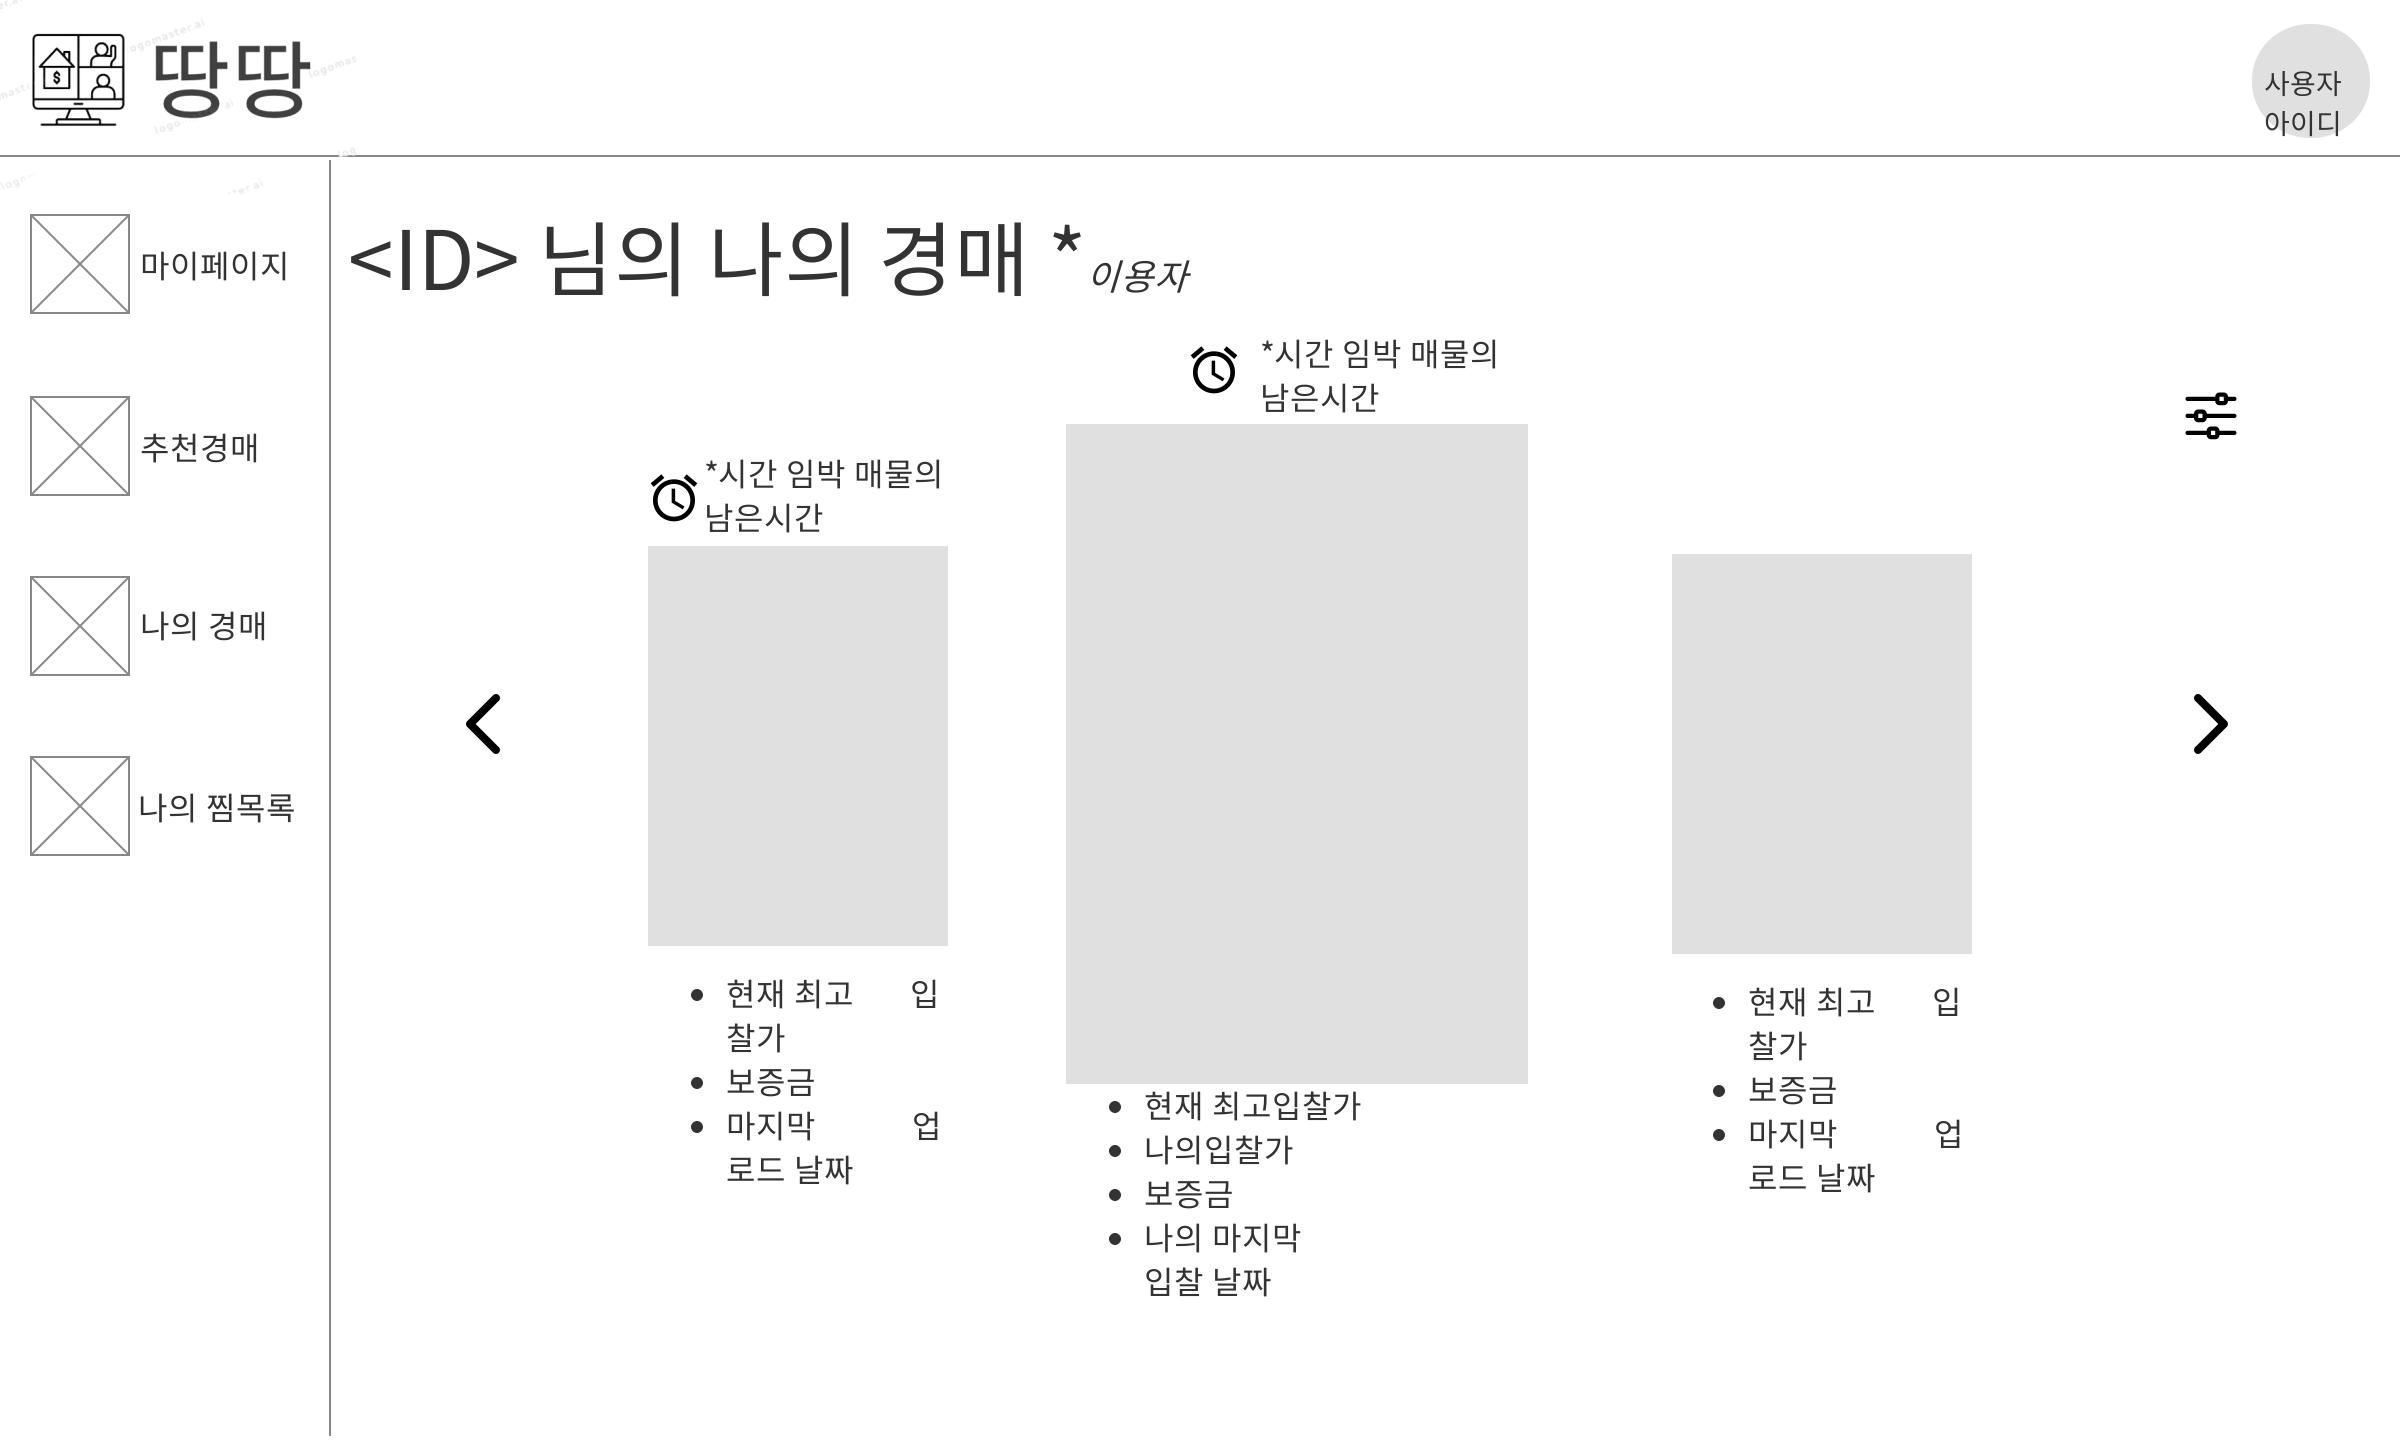 땅땅
사용자
아이디
마이페이지
추천경매
나의 경매
나의 찜목록
<ID> 님의 나의 경매 *이용자
*시간 임박 매물의
남은시간
현재 최고 입
찰가
보증금
마지막 업
로드 날짜
*시간 임박 매물의
남은시간
현재 최고입찰가
나의입찰가
보증금
나의 마지막
입찰 날짜
현재 최고 입
찰가
보증금
마지막 업
로드 날짜